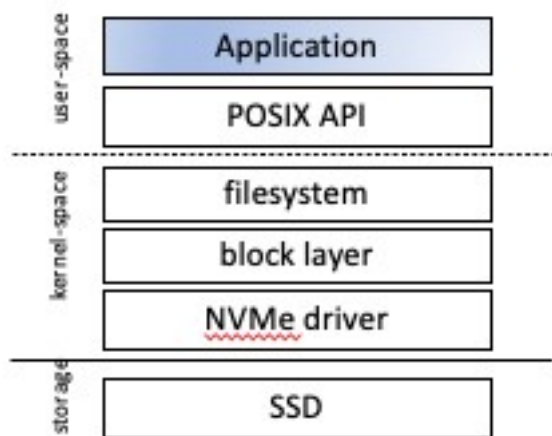 user-space
Application
POSIX API
kernel-space
filesystem
block layer
NVMe driver
storage
SSD